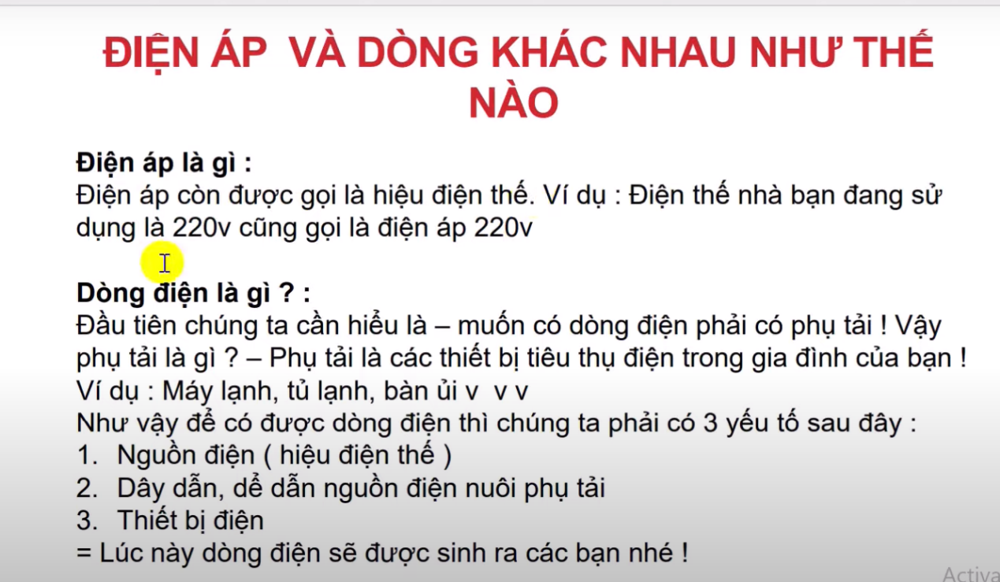 ĐIỆN ÁP VÀ DÒNG KHÁC NHAU NHƯ THẾ
NÀO
Điện áp là gì :
Điện áp còn được gọi là hiệu điện thế. Ví dụ : Điện thế nhà bạn đang sử
dụng là 220v cũng gọi là điện áp 220v
Dòng điện là gì ? :
Đầu tiên chúng ta cần hiểu là – muốn có dòng điện phải có phụ tải ! Vậy
phụ tải là gì ? – Phụ tải là các thiết bị tiêu thụ điện trong gia đình của bạn !
Ví dụ : Máy lạnh, tủ lạnh, bàn ủi v v v
Như vậy để có được dòng điện thì chúng ta phải có 3 yếu tố sau đây :
1. Nguồn điện ( hiệu điện thế )
2. Dây dẫn, dể dẫn nguồn điện nuôi phụ tải
3. Thiết bị điện
= Lúc này dòng điện sẽ được sinh ra các bạn nhé !
Activa